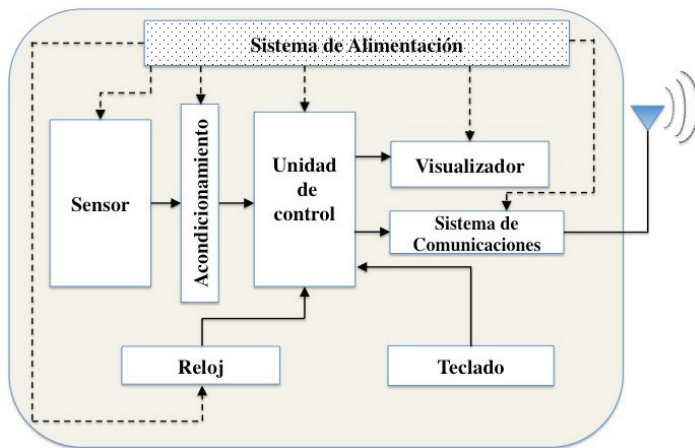 Sistema de Alimentación
Sensor
Acondicionamiento
Unidad
de
control
Visualizador
Sistema de
Comunicaciones
Reloj
Teclado